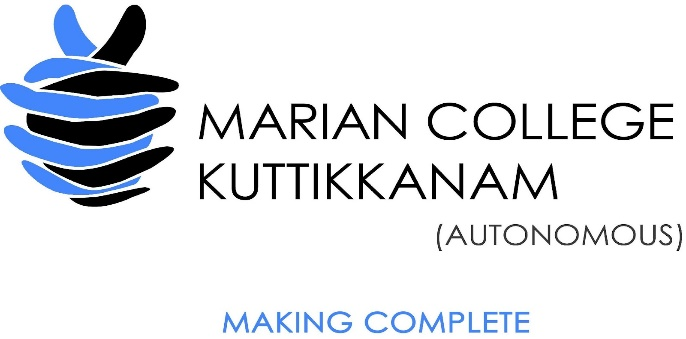 MARIAN COLLEGE
KUTTIKKANAM
(AUTONOMOUS)
MAKING COMPLETE